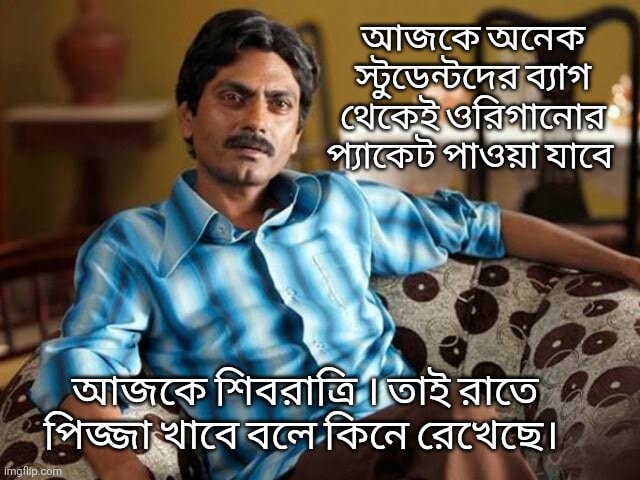 আজকে অনেক
স্টুডেন্টদের ব্যাগ
থেকেই ওরিগানোর
প্যাকেট পাওয়া যাবে
আজকে শিবরাত্রি । তাই রাতে
পিজ্জা খাবে বলে কিনে রেখেছে।
imgflip.com